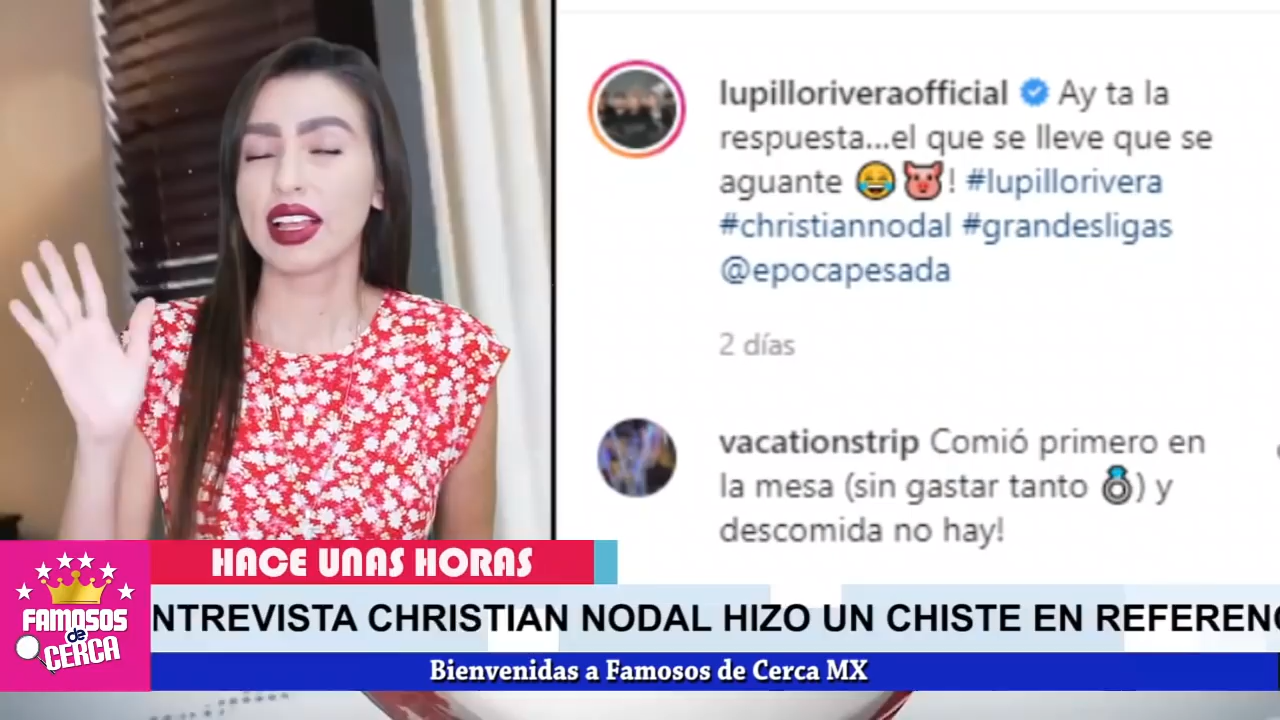 lupilloriveraofficial Ay ta la
respuesta...el que se lleve que se
aguante 😂🐷! #lupillorivera
#christiannodal #grandesligas
@epocapesada
2 días
vacationstrip Comió primero en
la mesa (sin gastar tanto 💍) y
descomida no hay!
HACE UNAS HORAS
FAMOSOS
de
CERCA
NTREVISTA CHRISTIAN NODAL HIZO UN CHISTE EN REFERENC
Bienvenidas a Famosos de Cerca MX